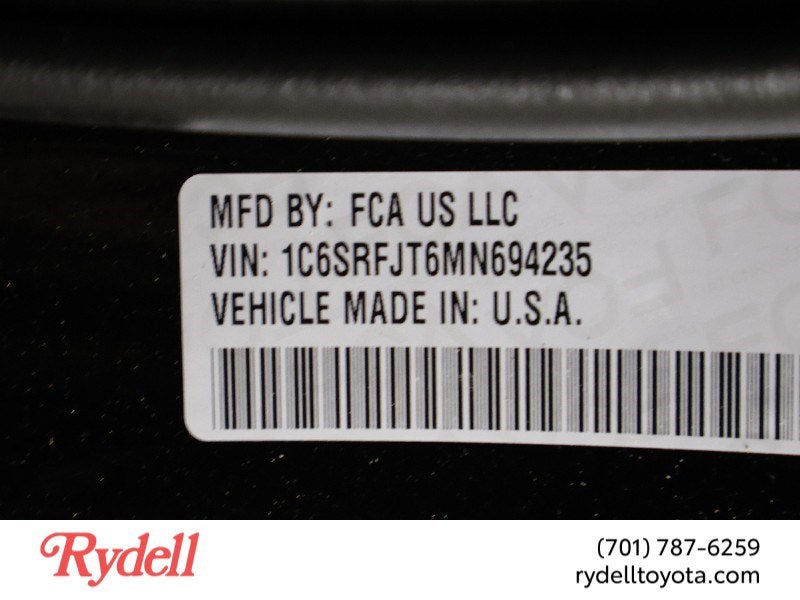 MFD BY: FCA US LLC
VIN: 1C6SRFJT6MN694235
VEHICLE MADE IN: U.S.A.
Rydell
(701) 787-6259
rydelltoyota.com